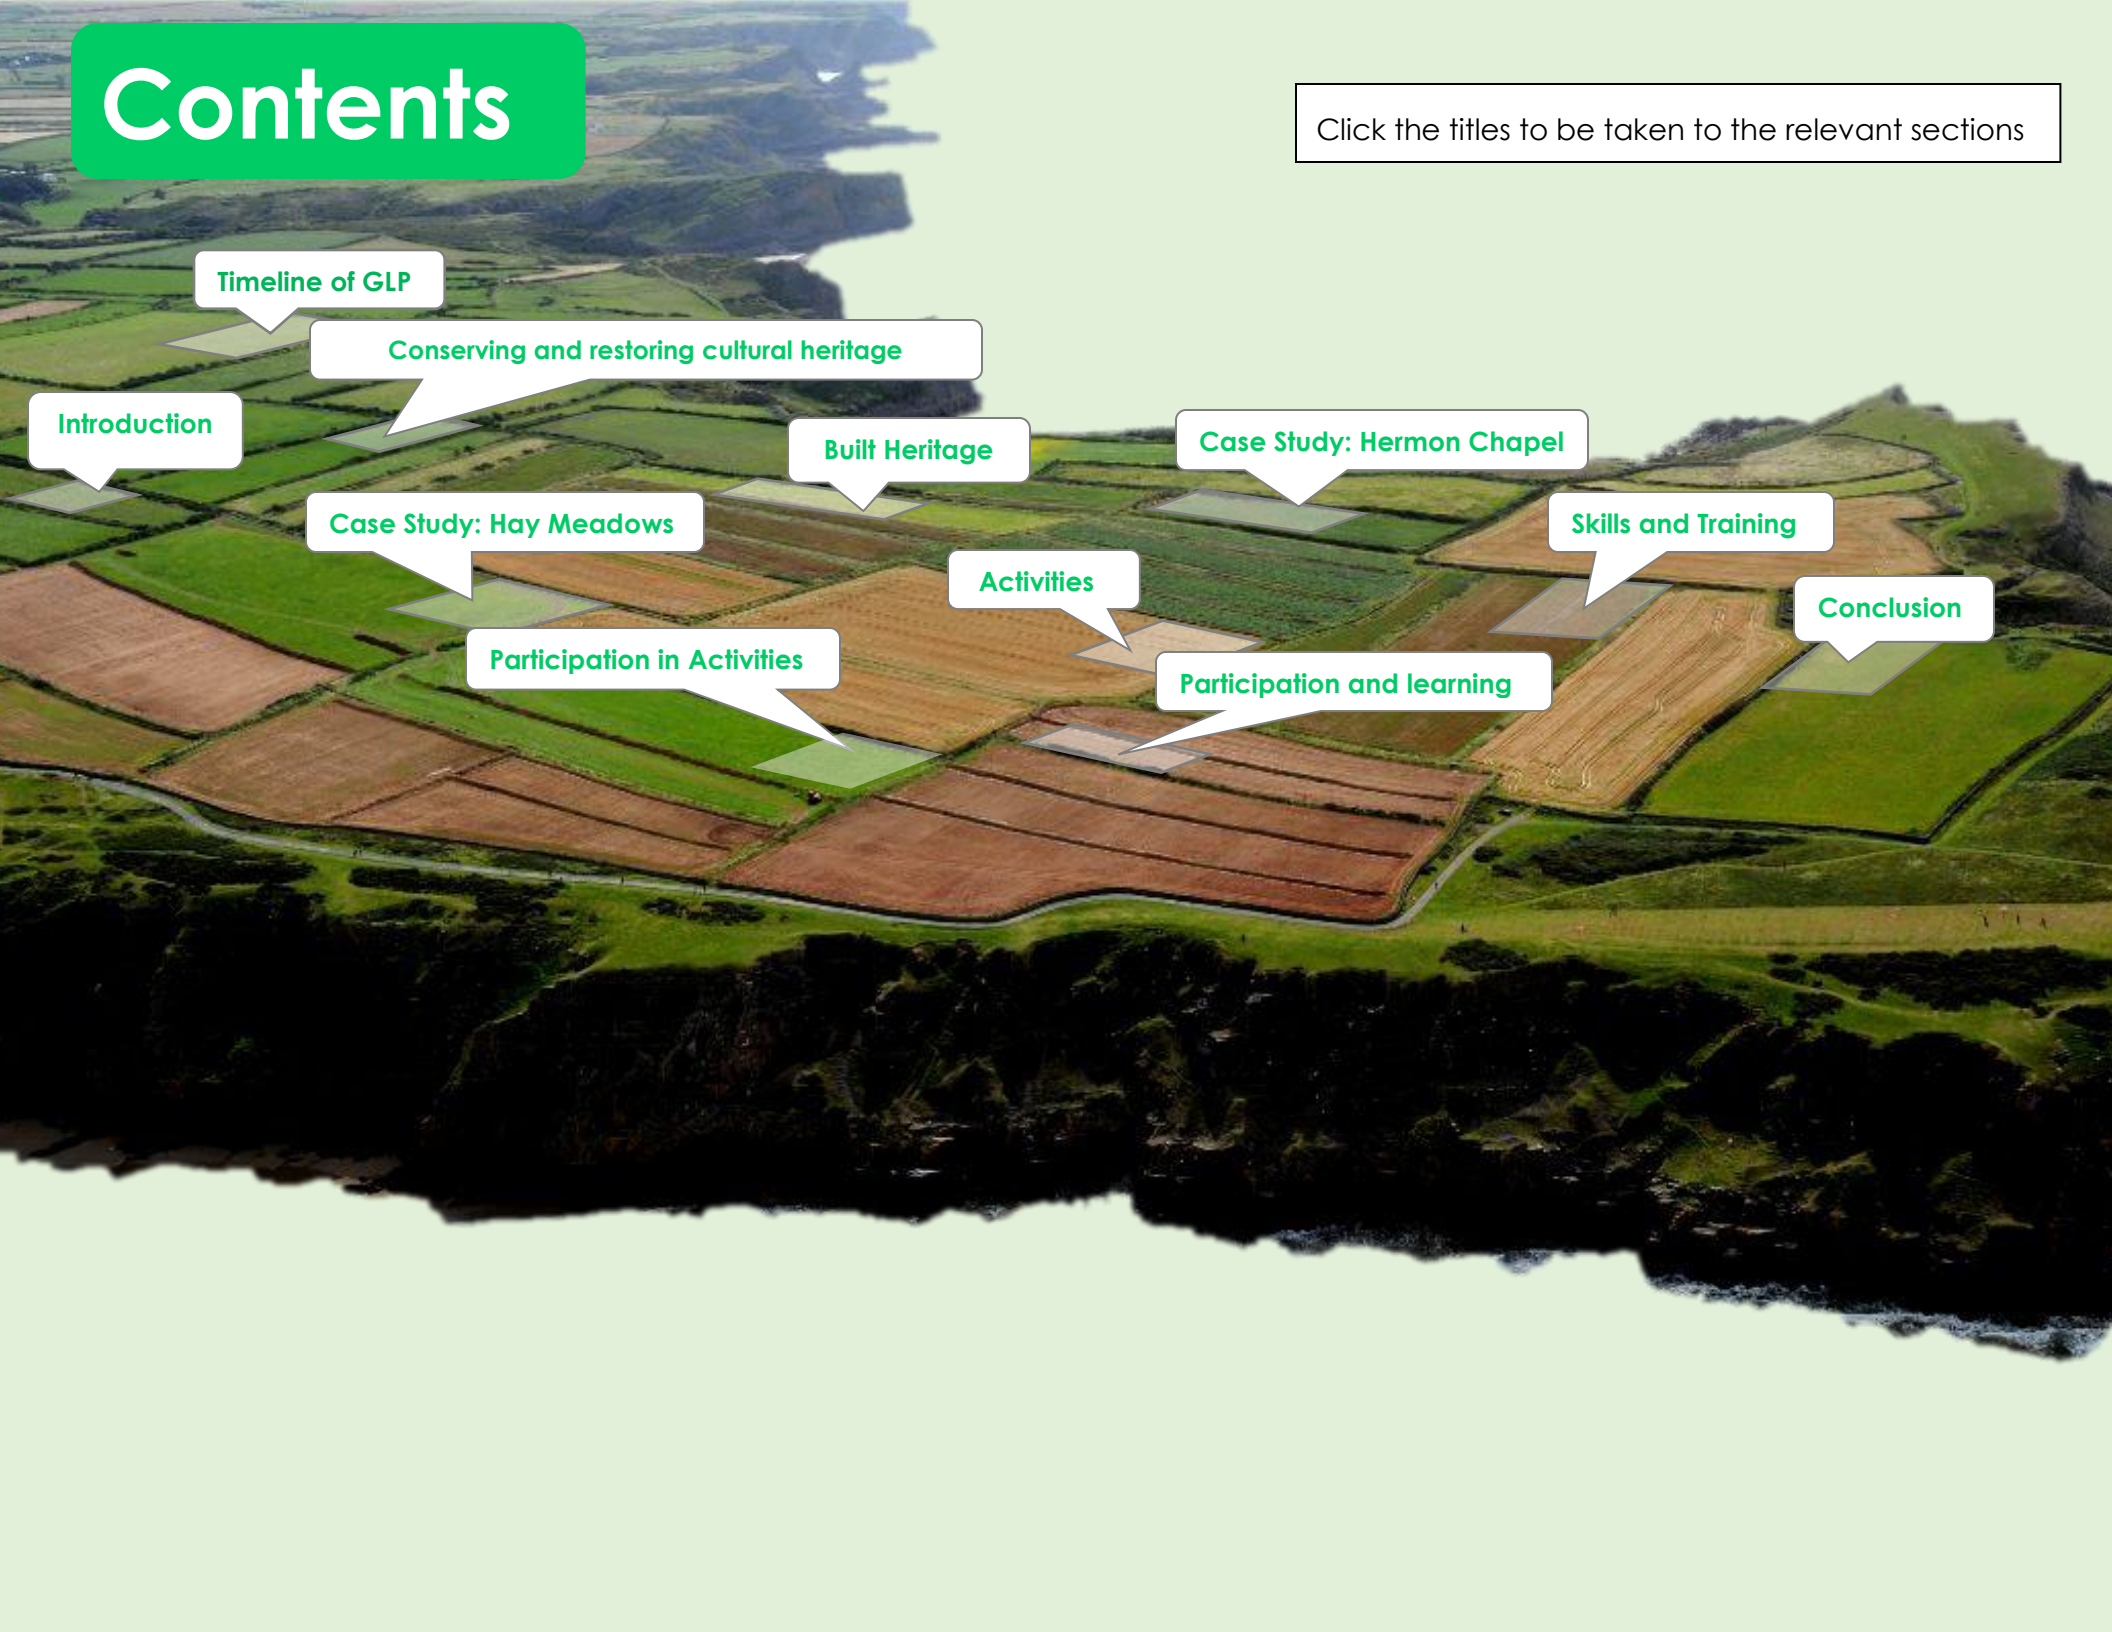 Contents
Click the titles to be taken to the relevant sections
Timeline of GLP
Conserving and restoring cultural heritage
Introduction
Built Heritage
Case Study: Hermon Chapel
Case Study: Hay Meadows
Skills and Training
Activities
Conclusion
Participation in Activities
Participation and learning